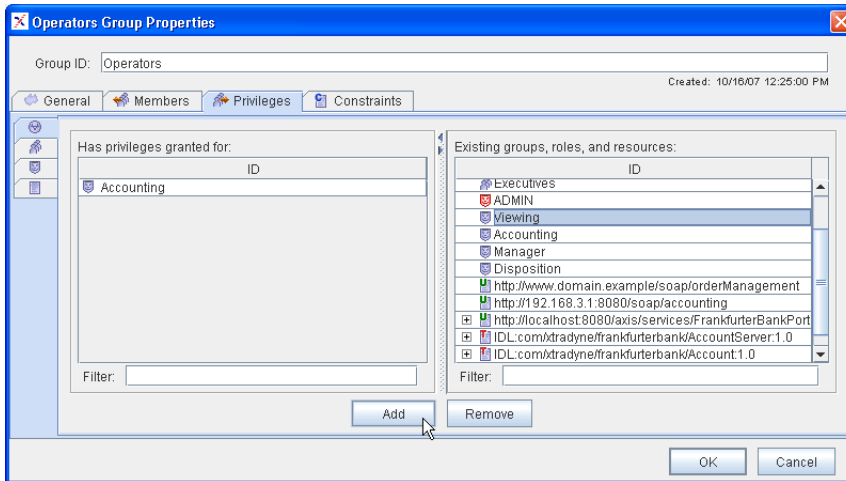 Operators Group Properties
Group ID: Operators
Created: 10/16/07 12:25:00 PM
General Members Privileges Constraints
Has privileges granted for:
ID
Accounting
Filter:
Existing groups, roles, and resources:
ID
Executives
ADMIN
Viewing
Accounting
Manager
Disposition
http://www.domain.example/soap/orderManagement
http://192.168.3.1:8080/soap/accounting
http://localhost:8080/axis/services/FrankfurterBankPort
IDL:com/xtradyne/frankfurterbank/AccountServer:1.0
IDL:com/xtradyne/frankfurterbank/Account:1.0
Filter:
Add Remove
OK Cancel